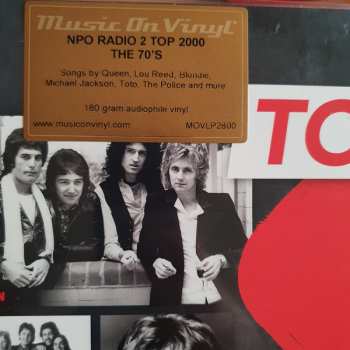 Music On Vinyl
NPO RADIO 2 TOP 2000
THE 70'S
Songs by Queen, Lou Reed, Blondie,
Michael Jackson, Toto, The Police and more
180 gram audiophile vinyl
www.musiconvinyl.com MOVLP2800
TO